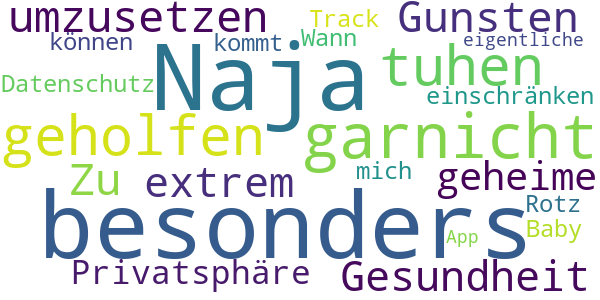 umzusetzen Track Gunsten
können kommt Wann eigentliche
Naja tuhen
Datenschutz einschränken
geholfen garnicht
Zu extrem mich geheime
besonders Rotz
App Baby
Privatsphäre Gesundheit